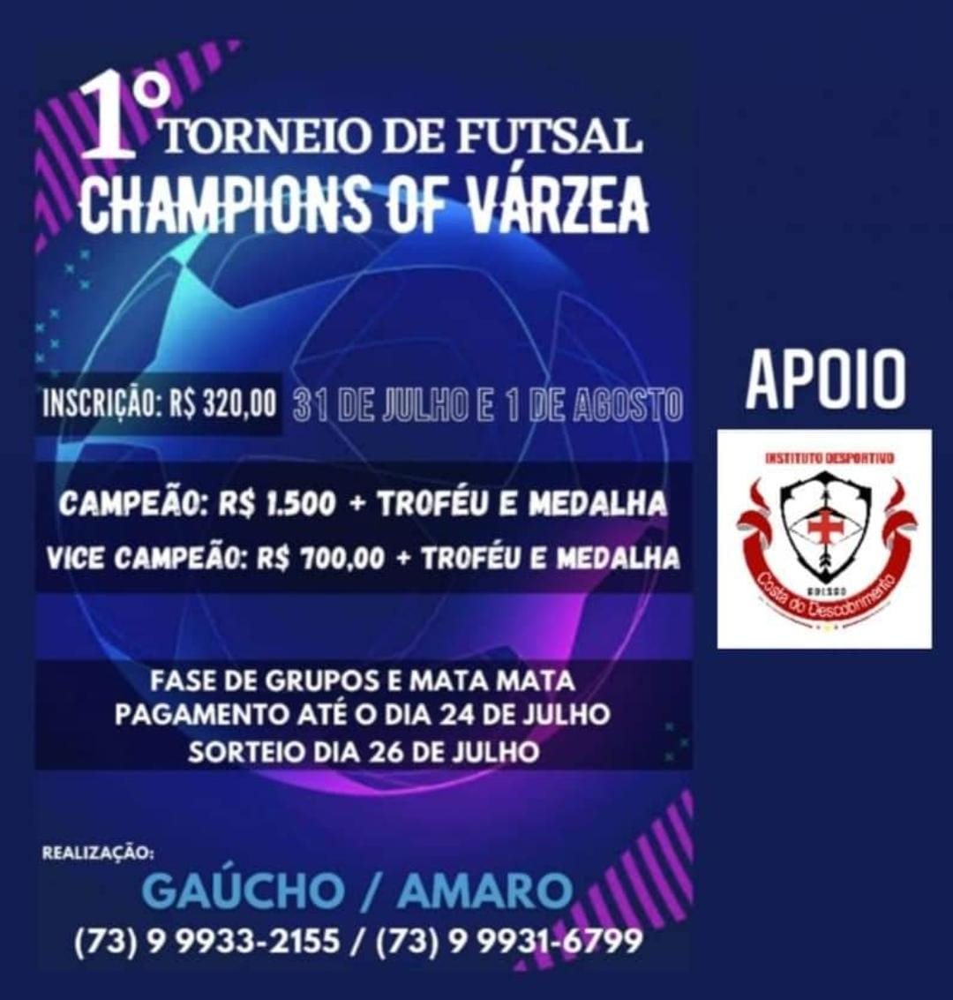 1º TORNEIO DE FUTSAL
CHAMPIONS OF VÁRZEA
INSCRIÇÃO: R$ 320,00 31 DE JULHO E 1 DE AGOSTO
CAMPEÃO: R$ 1.500 + TROFÉU E MEDALHA
VICE CAMPEÃO: R$ 700,00 + TROFÉU E MEDALHA
FASE DE GRUPOS E MATA MATA
PAGAMENTO ATÉ O DIA 24 DE JULHO
SORTEIO DIA 26 DE JULHO
REALIZAÇÃO:
GAÚCHO / AMARO
(73) 9 9933-2155 / (73) 9 9931-6799
APOIO
INSTITUTO DESPORTIVO
Costa do Descobrimento